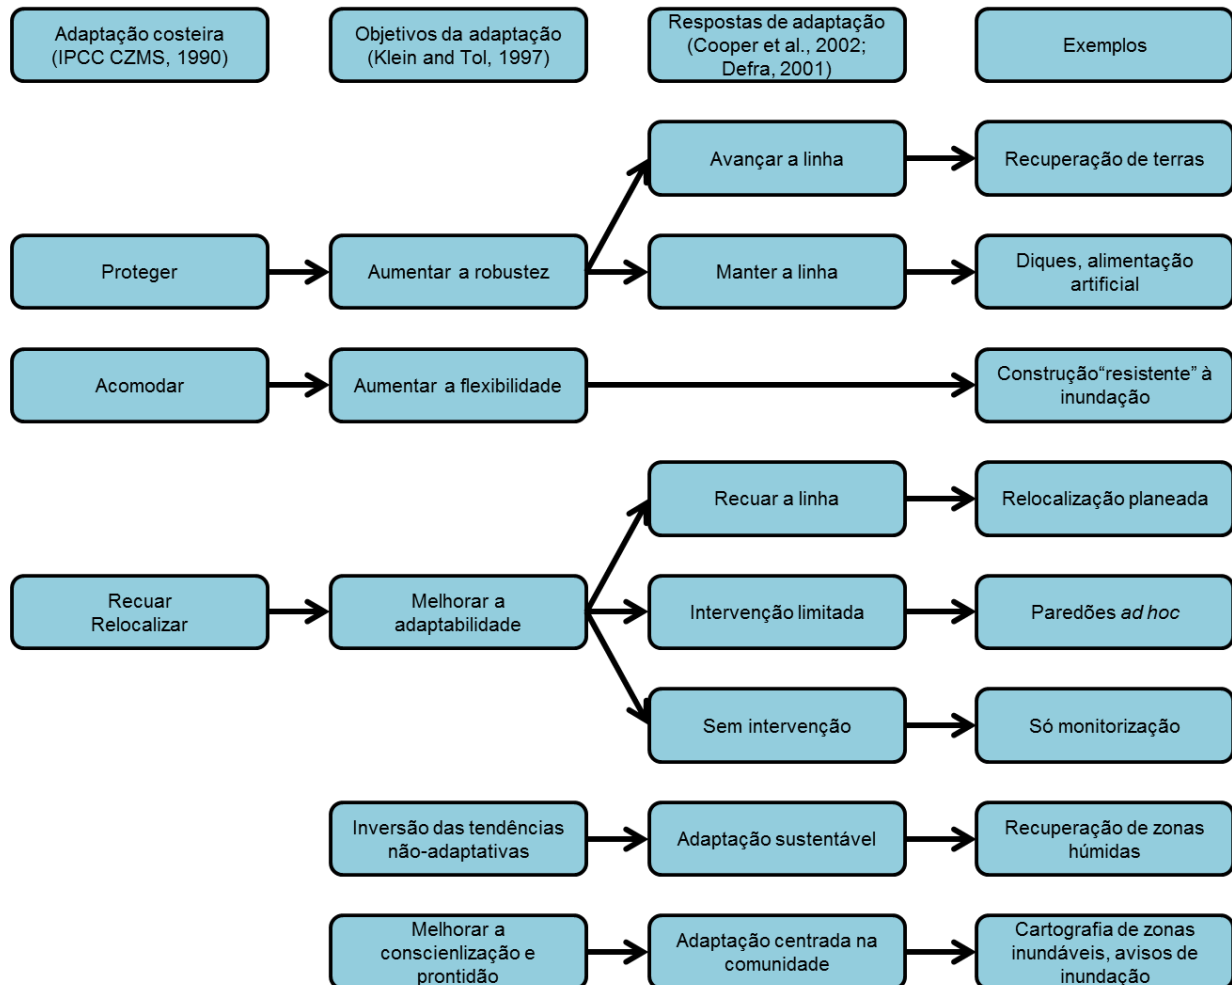 Adaptação costeira
(IPCC CZMS, 1990)
Objetivos da adaptação
(Klein and Tol, 1997)
Respostas de adaptação
(Cooper et al., 2002;
Defra, 2001)
Exemplos
Avançar a linha
Recuperação de terras
Proteger
Aumentar a robustez
Manter a linha
Diques, alimentação
artificial
Acomodar
Aumentar a flexibilidade
Construção“resistente” à
inundação
Recuar a linha
Relocalização planeada
Recuar
Relocalizar
Melhorar a
adaptabilidade
Intervenção limitada
Paredões ad hoc
Sem intervenção
Só monitorização
Inversão das tendências
não-adaptativas
Adaptação sustentável
Recuperação de zonas
húmidas
Melhorar a
conscienlização e
prontidão
Adaptação centrada na
comunidade
Cartografia de zonas
inundáveis, avisos de
inundação